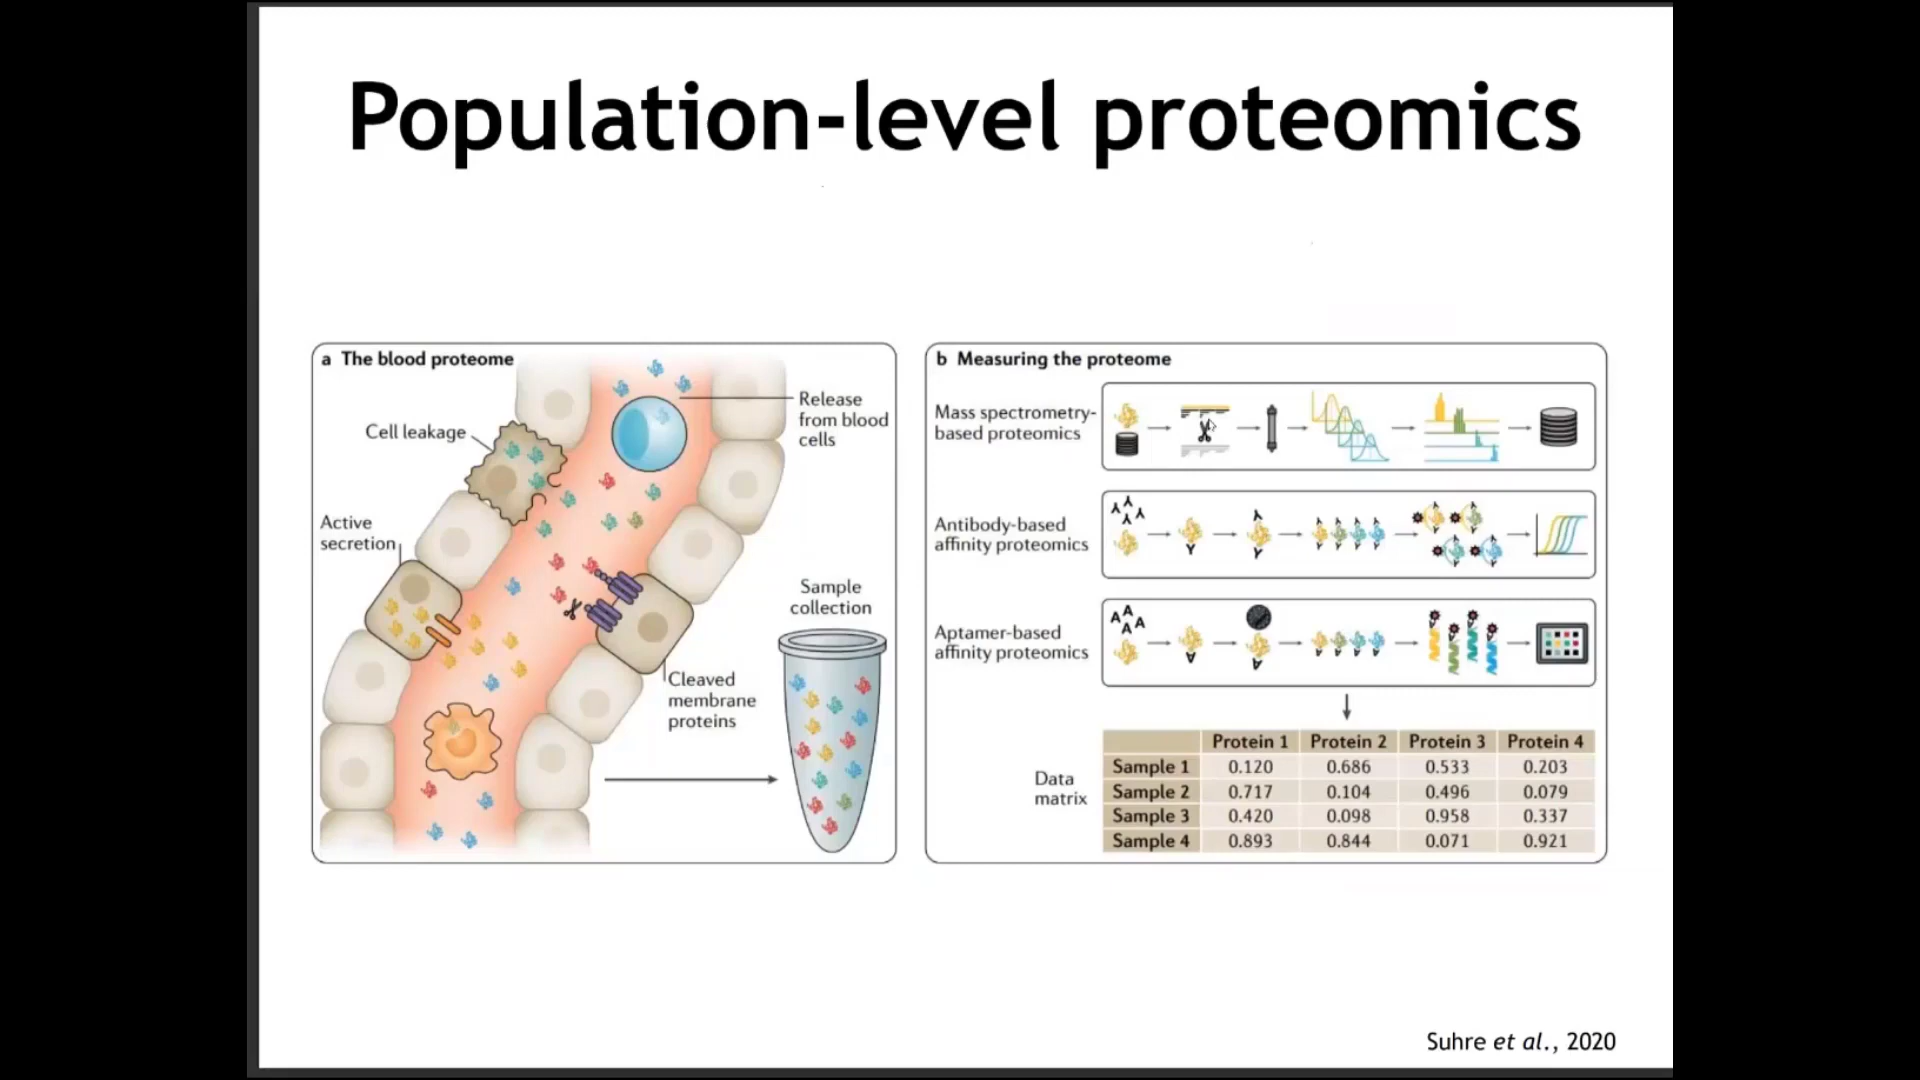 Population-level proteomics
a The blood proteome
Cell leakage
Release
from blood
cells
Active
secretion
Sample
collection
Cleaved
membrane
proteins
b Measuring the proteome
Mass spectrometry-
based proteomics
Antibody-based
affinity proteomics
Aptamer-based
affinity proteomics
A A A A
Data
matrix
Protein 1 Protein 2 Protein 3 Protein 4
Sample 1 0.120 0.686 0.533 0.203
Sample 2 0.717 0.104 0.496 0.079
Sample 3 0.420 0.098 0.958 0.337
Sample 4 0.893 0.844 0.071 0.921
Suhre et al., 2020